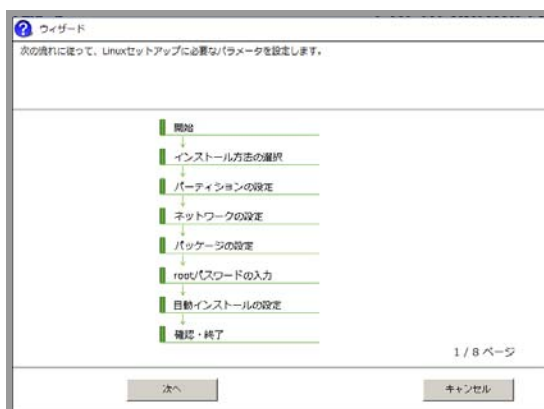 ウィザード
次の流れに従って、Linuxセットアップに必要なパラメータを設定します。
開始
インストール方法の選択
パーティションの設定
ネットワークの設定
パッケージの設定
rootパスワードの入力
自動インストールの設定
確認・終了
1 / 8 ページ
次へ
キャンセル